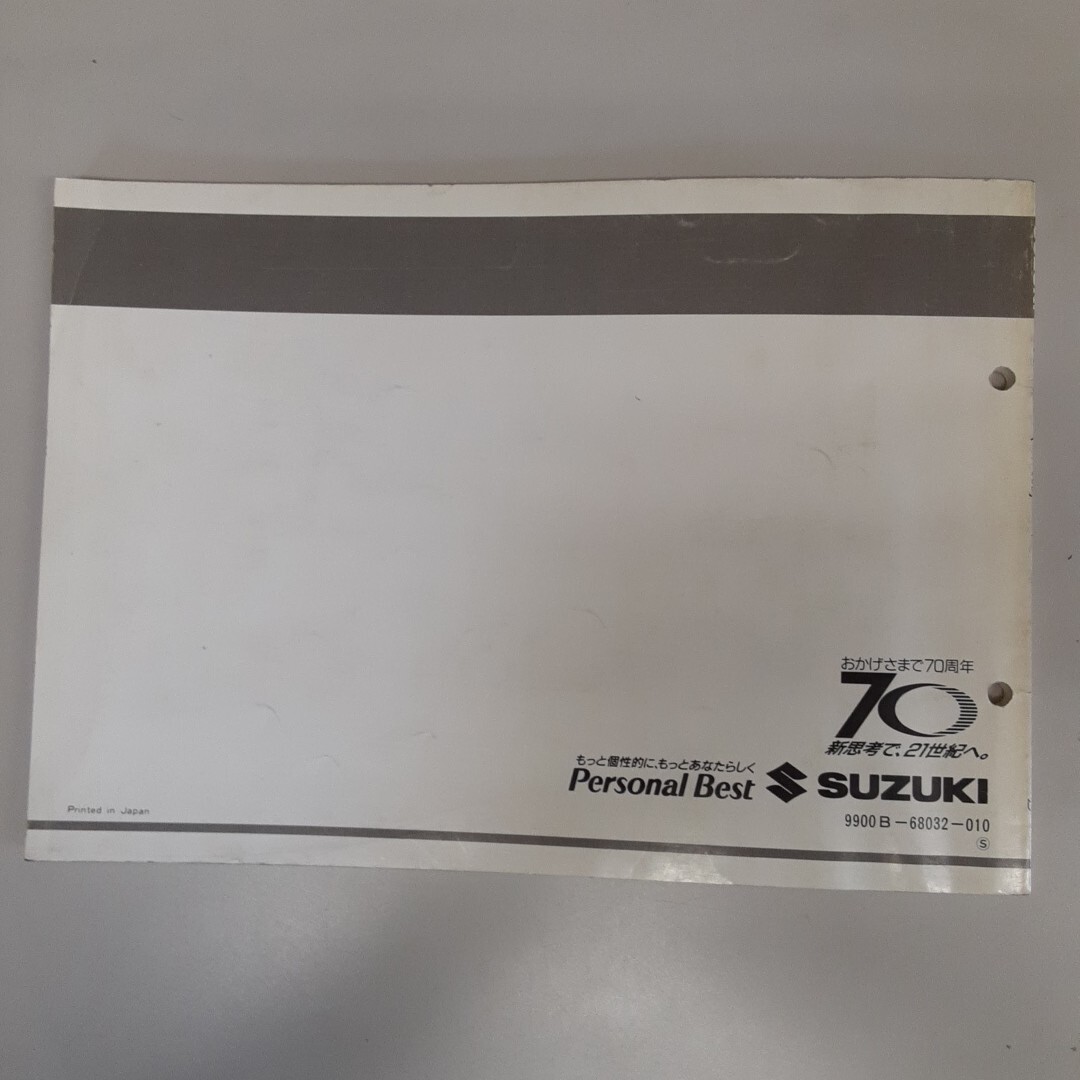 おかげさまで70周年
70
新思考で、21世紀へ。
もっと個性的に、もっとあなたらしく
Personal Best SUZUKI
9900B-68032-010
Ⓢ
Printed in Japan